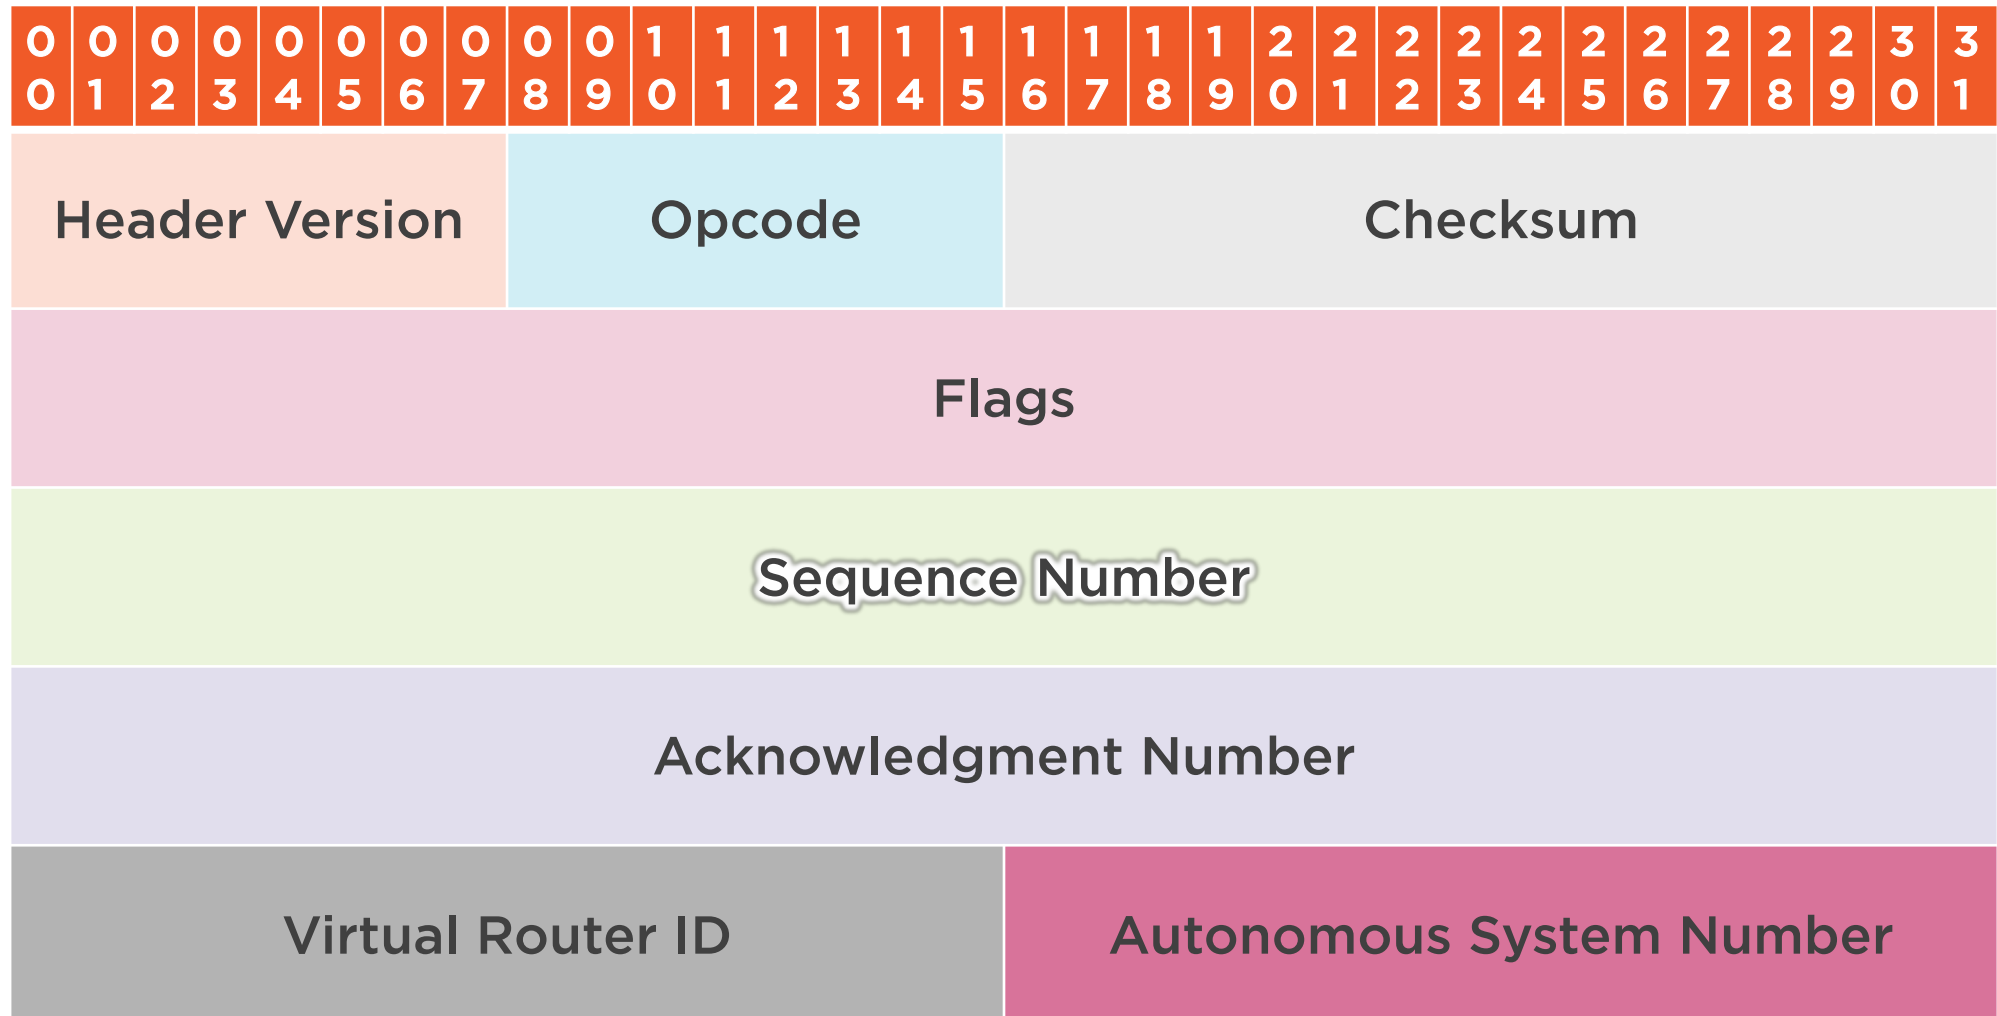 0 0 0 0 0 0 0 0 0 0 1 1 1 1 1 1 1 1 1 1 2 2 2 2 2 2 2 2 2 2 3 3
0 1 2 3 4 5 6 7 8 9 0 1 2 3 4 5 6 7 8 9 0 1 2 3 4 5 6 7 8 9 0 1
Header Version Opcode Checksum
Flags
Sequence Number
Acknowledgment Number
Virtual Router ID Autonomous System Number